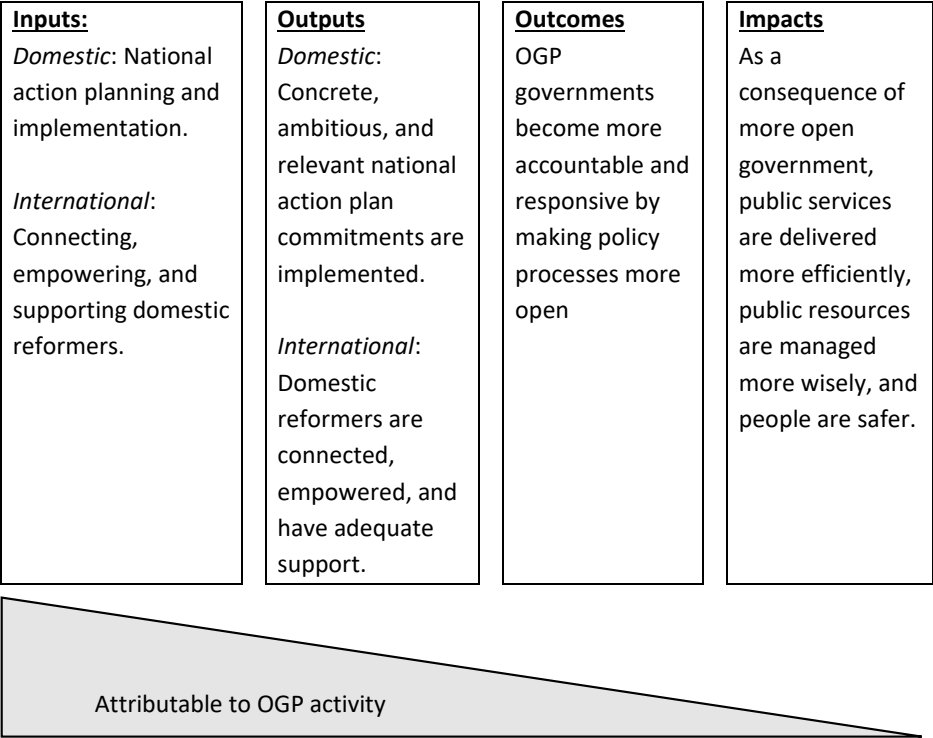 Inputs:
Domestic: National
action planning and
implementation.
International:
Connecting,
empowering, and
supporting domestic
reformers.
Outputs
Domestic:
Concrete,
ambitious, and
relevant national
action plan
commitments are
implemented.
International:
Domestic
reformers are
connected,
empowered, and
have adequate
support.
Outcomes
OGP
governments
become more
accountable and
responsive by
making policy
processes more
open
Impacts
As a
consequence of
more open
government,
public services
are delivered
more efficiently,
public resources
are managed
more wisely, and
people are safer.
Attributable to OGP activity